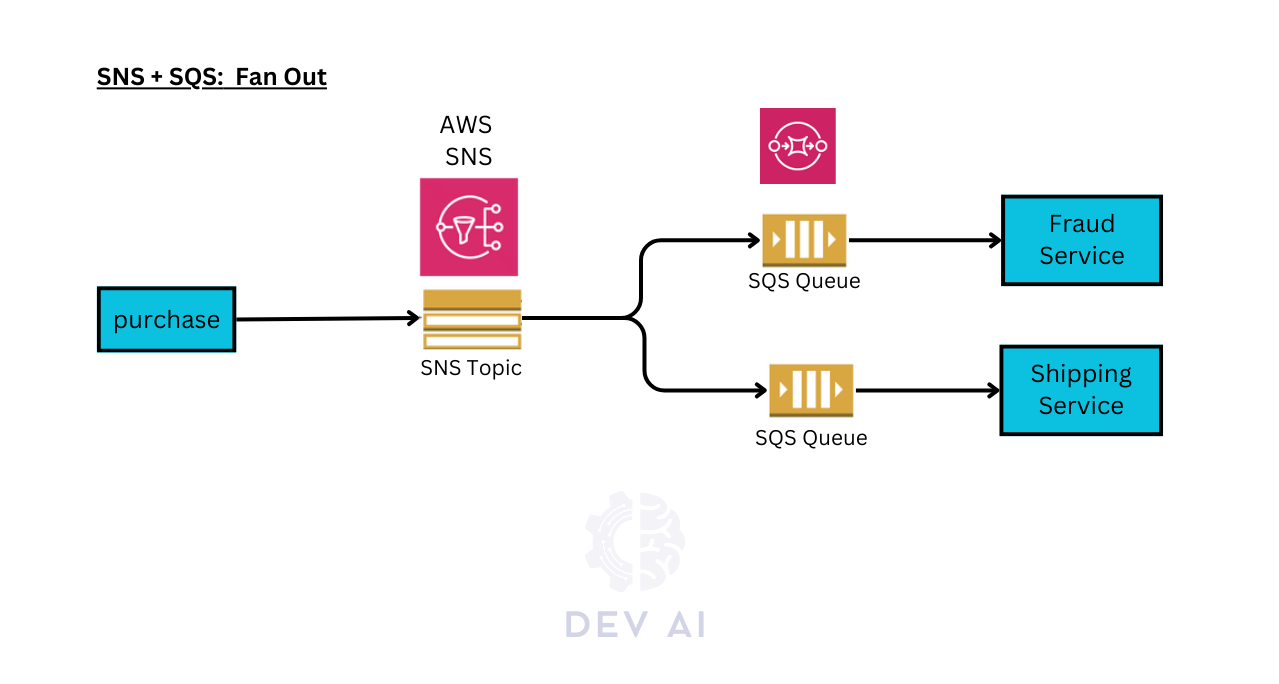 SNS + SQS:  Fan Out
AWS
SNS
purchase
SNS Topic
SQS Queue
Fraud
Service
SQS Queue
Shipping
Service
DEV AI